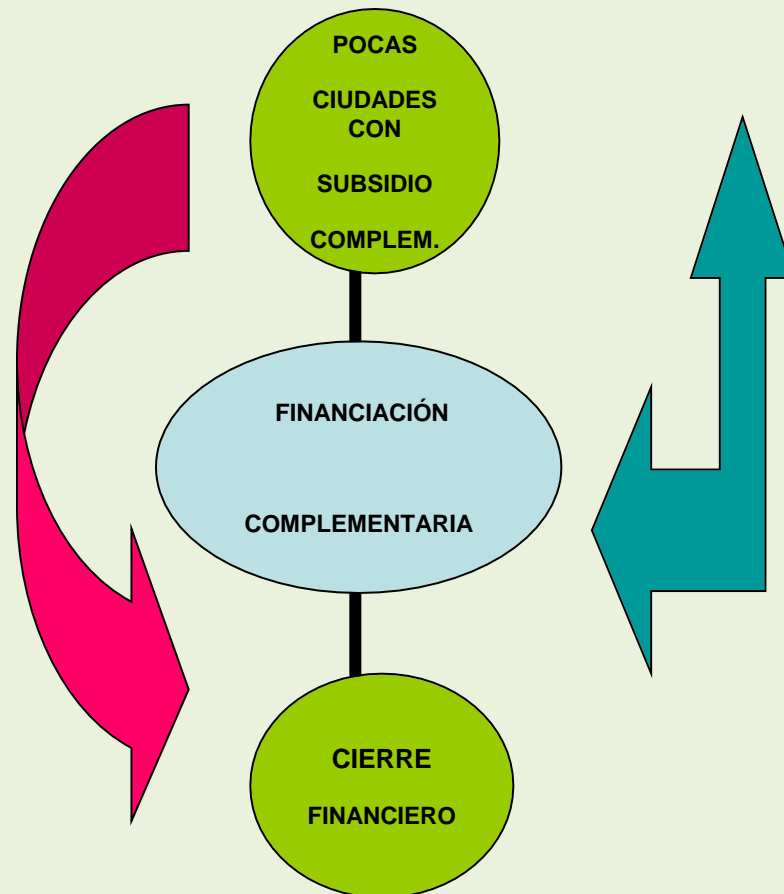 POCAS
CIUDADES
CON
SUBSIDIO
COMPLEM.
FINANCIACIÓN
COMPLEMENTARIA
CIERRE
FINANCIERO